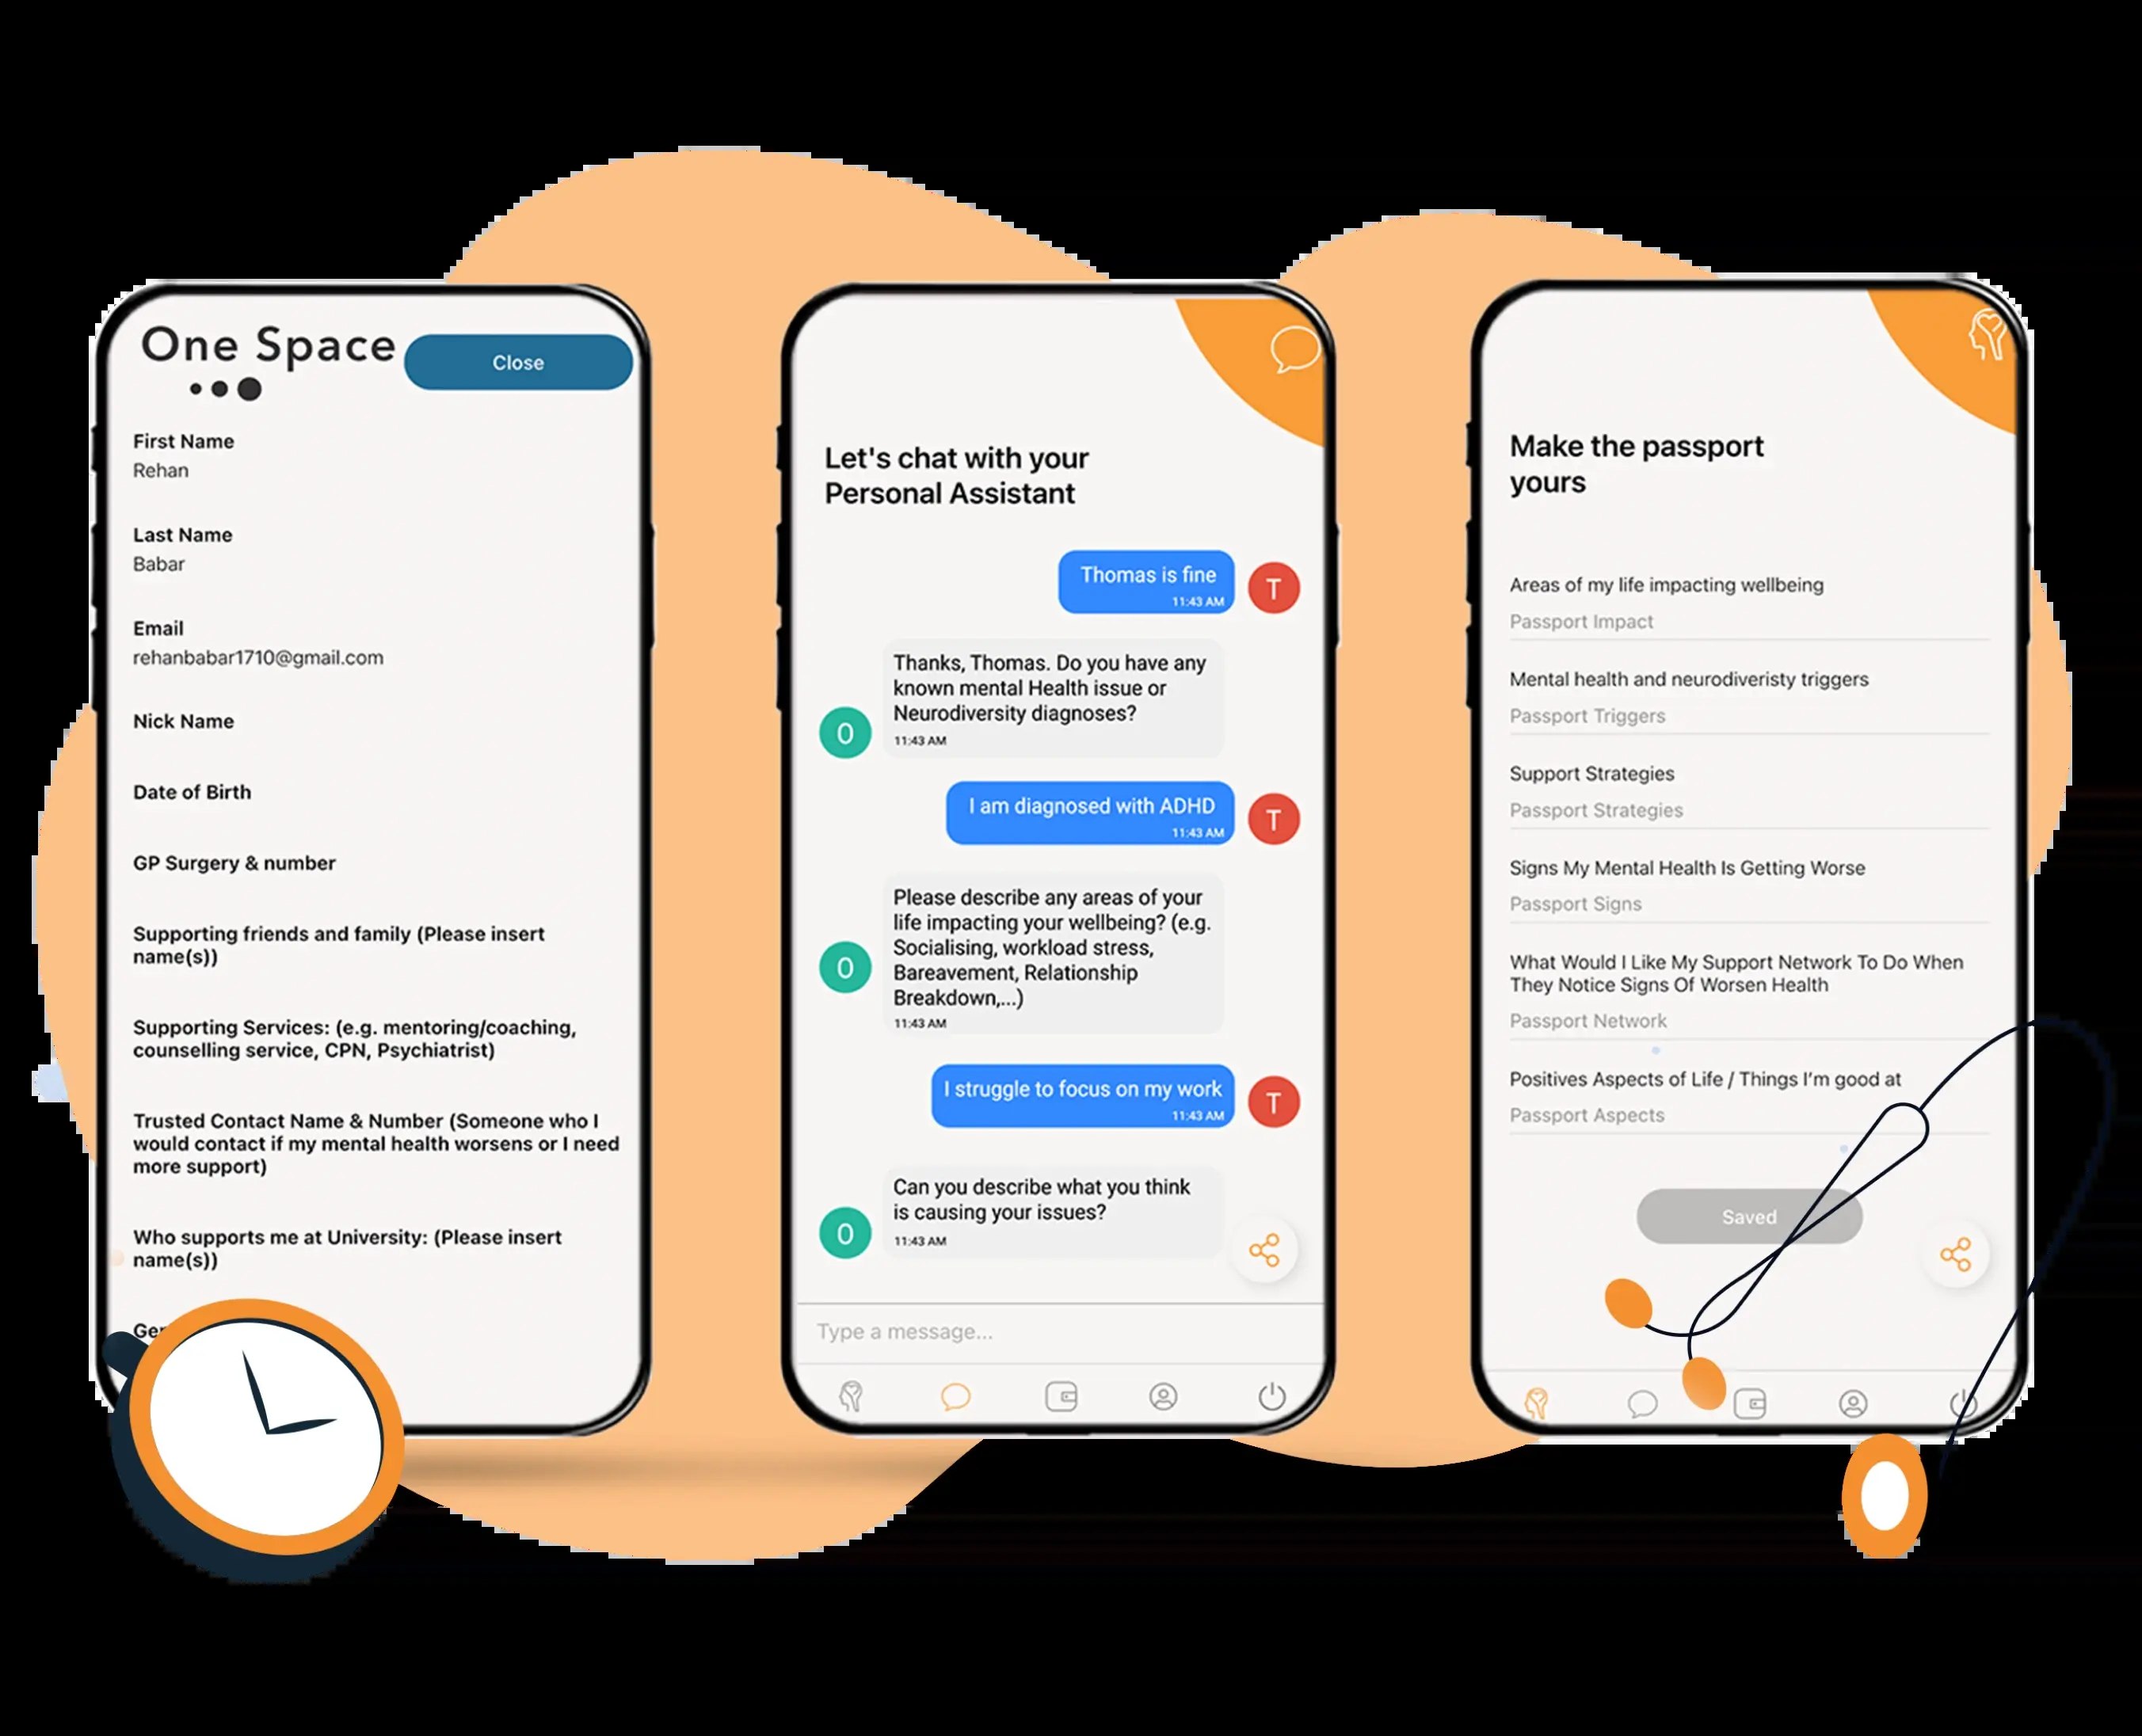 One Space
Close
First Name
Rehan
Last Name
Babar
Email
rehanbabar1710@gmail.com
Nick Name
Date of Birth
GP Surgery & number
Supporting friends and family (Please insert
name(s))
Supporting Services: (e.g. mentoring/coaching,
counselling service, CPN, Psychiatrist)
Trusted Contact Name & Number (Someone who I
would contact if my mental health worsens or I need
more support)
Who supports me at University: (Please insert
name(s))
Let's chat with your
Personal Assistant
Thomas is fine
11:43 AM
T
Thanks, Thomas. Do you have any
known mental Health issue or
Neurodiversity diagnoses?
11:43 AM
O
I am diagnosed with ADHD
11:43 AM
T
Please describe any areas of your
life impacting your wellbeing? (e.g.
Socialising, workload stress,
Bareavement, Relationship
Breakdown,...)
11:43 AM
O
I struggle to focus on my work
11:43 AM
T
Can you describe what you think
is causing your issues?
11:43 AM
O
Type a message...
Make the passport
yours
Areas of my life impacting wellbeing
Passport Impact
Mental health and neurodiveristy triggers
Passport Triggers
Support Strategies
Passport Strategies
Signs My Mental Health Is Getting Worse
Passport Signs
What Would I Like My Support Network To Do When
They Notice Signs Of Worsen Health
Passport Network
Positives Aspects of Life / Things I'm good at
Passport Aspects
Saved